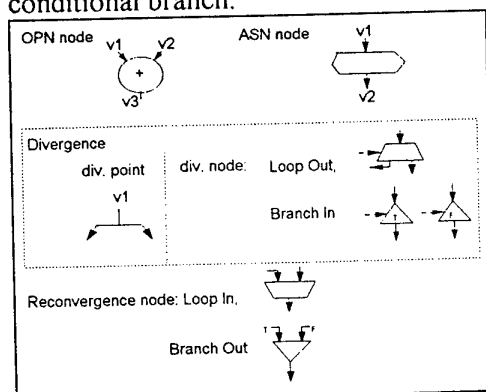 conditional branch.
OPN node
v1 v2
+
v3
ASN node
v1
v2
Divergence
div. point
v1
div. node: Loop Out,
Branch In
T F
Reconvergence node: Loop In,
T F
Branch Out